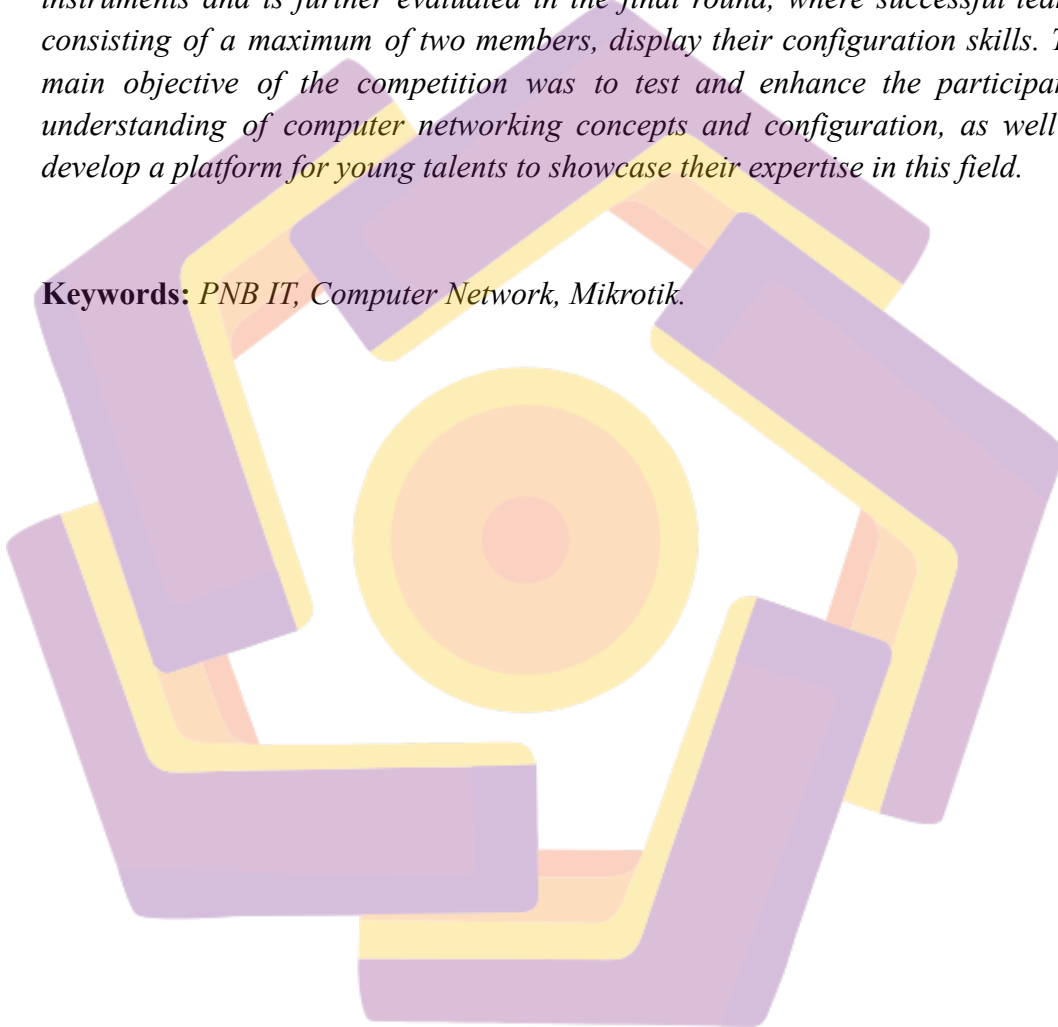 instruments and is further evaluated in the final round, where successful
consisting of a maximum of two members, display their configuration skills.
main objective of the competition was to test and enhance the
understanding of computer networking concepts and configuration, as well
develop a platform for young talents to showcase their expertise in this field.
Keywords: PNB IT, Computer Network, Mikrotik.